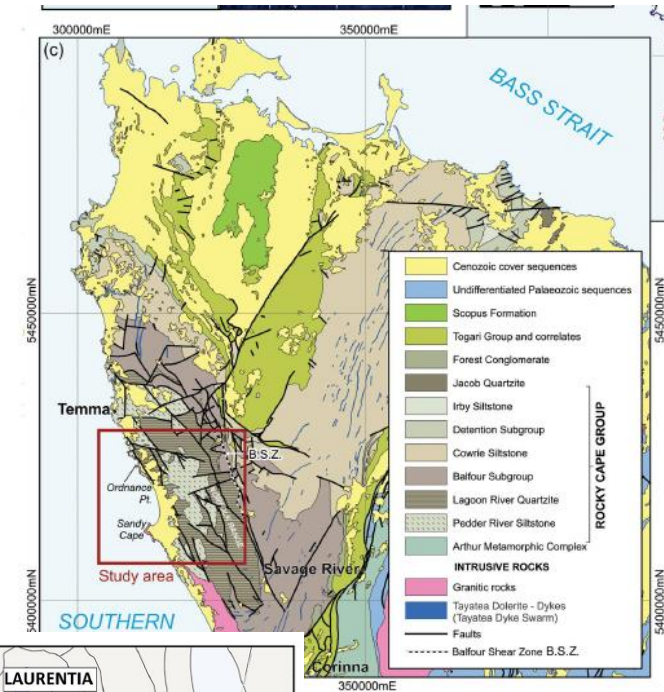 300000mE
350000mE
(c)
BASS STRAIT
5450000mN
5450000mN
Cenozoic cover sequences
Undifferentiated Palaeozoic sequences
Scopus Formation
Togari Group and correlates
Forest Conglomerate
Jacob Quartzite
Irby Siltstone
Detention Subgroup
Cowrie Siltstone
Balfour Subgroup
Lagoon River Quartzite
Pedder River Siltstone
Arthur Metamorphic Complex
ROCKY CAPE GROUP
INTRUSIVE ROCKS
Granitic rocks
Tayatea Dolerite - Dykes
(Tayatea Dyke Swarm)
Faults
Balfour Shear Zone B.S.Z.
Temma
B.S.Z.
Ordnance
Pt.
Sandy
Cape
Study area
Savage River
5400000mN
5400000mN
SOUTHERN
Corinna
350000mE
LAURENTIA